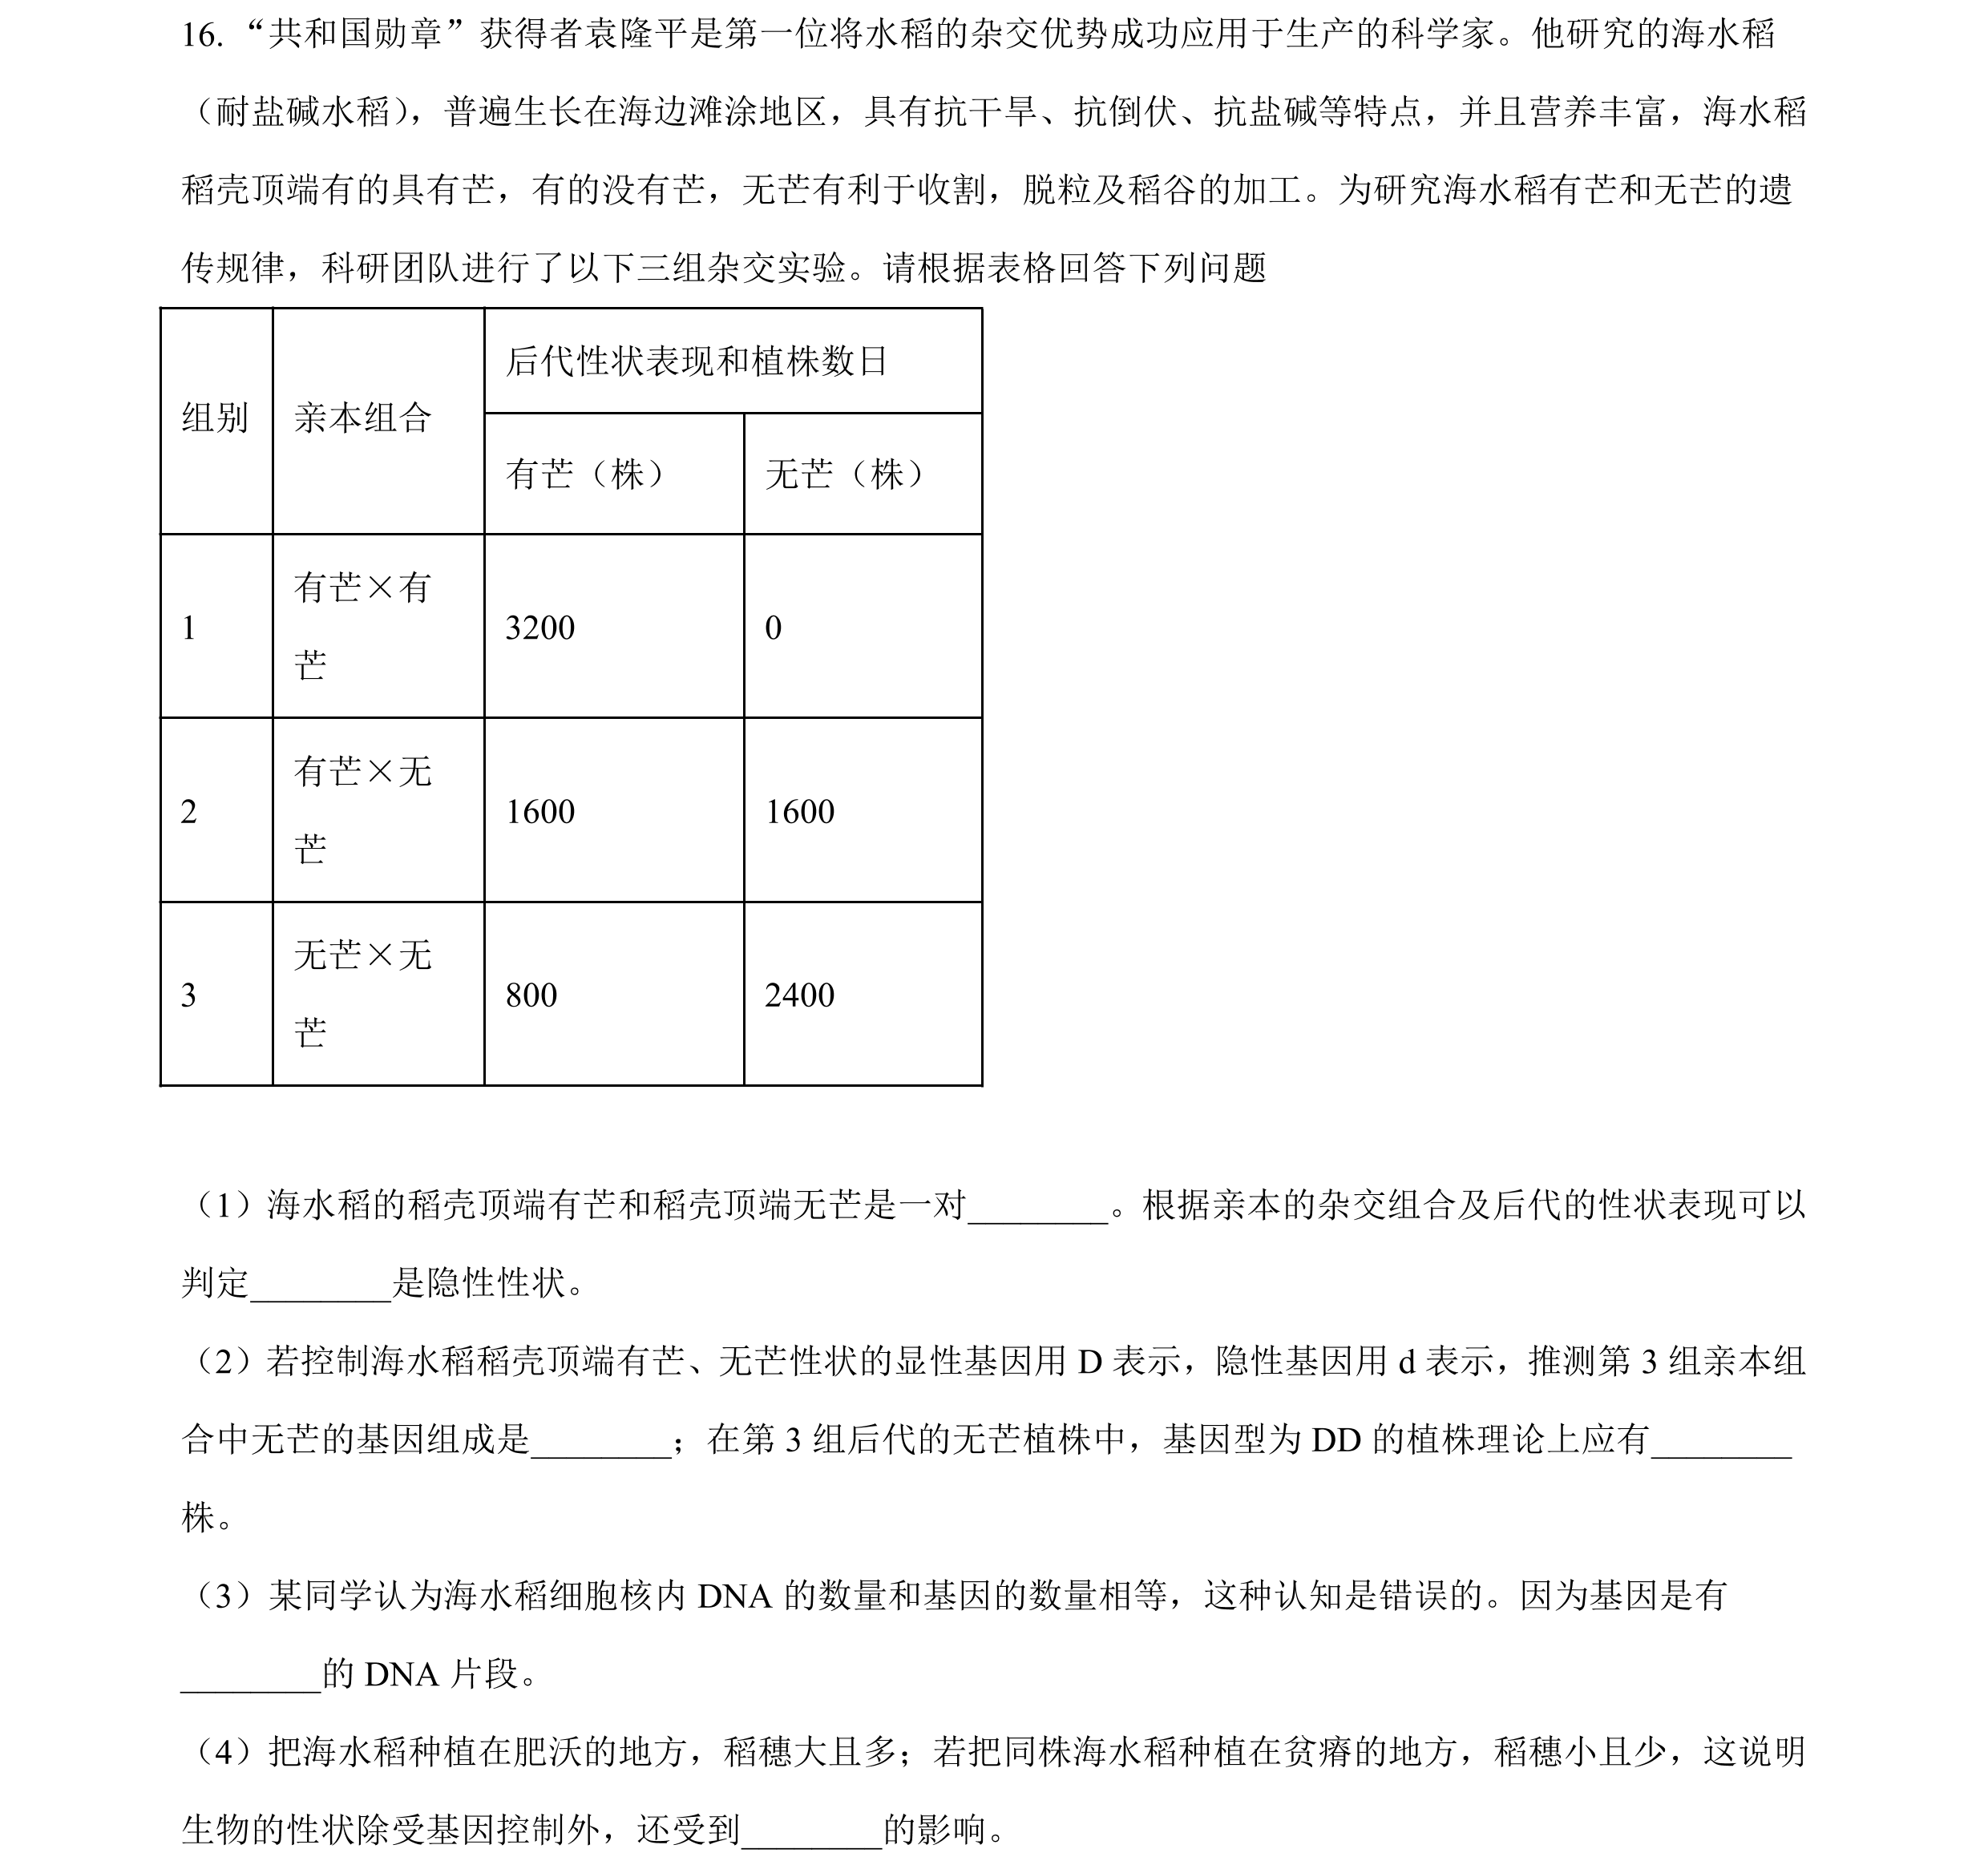 16. “共和国勋章”获得者袁隆平是第一位将水稻的杂交优势成功应用于生产的科学家。他研究的海水稻
（耐盐碱水稻），普遍生长在海边滩涂地区，具有抗干旱、抗倒伏、抗盐碱等特点，并且营养丰富，海水稻
稻壳顶端有的具有芒，有的没有芒，无芒有利于收割，脱粒及稻谷的加工。为研究海水稻有芒和无芒的遗
传规律，科研团队进行了以下三组杂交实验。请根据表格回答下列问题
组别 亲本组合 后代性状表现和植株数日
有芒（株） 无芒（株）
1 有芒×有芒 3200 0
2 有芒×无芒 1600 1600
3 无芒×无芒 800 2400
（1）海水稻的稻壳顶端有芒和稻壳顶端无芒是一对________。根据亲本的杂交组合及后代的性状表现可以
判定________是隐性性状。
（2）若控制海水稻稻壳顶端有芒、无芒性状的显性基因用 D 表示，隐性基因用 d 表示，推测第 3 组亲本组
合中无芒的基因组成是________；在第 3 组后代的无芒植株中，基因型为 DD 的植株理论上应有________
株。
（3）某同学认为海水稻细胞核内 DNA 的数量和基因的数量相等，这种认知是错误的。因为基因是有
________的 DNA 片段。
（4）把海水稻种植在肥沃的地方，稻穗大且多；若把同株海水稻种植在贫瘠的地方，稻穗小且少，这说明
生物的性状除受基因控制外，还受到________的影响。